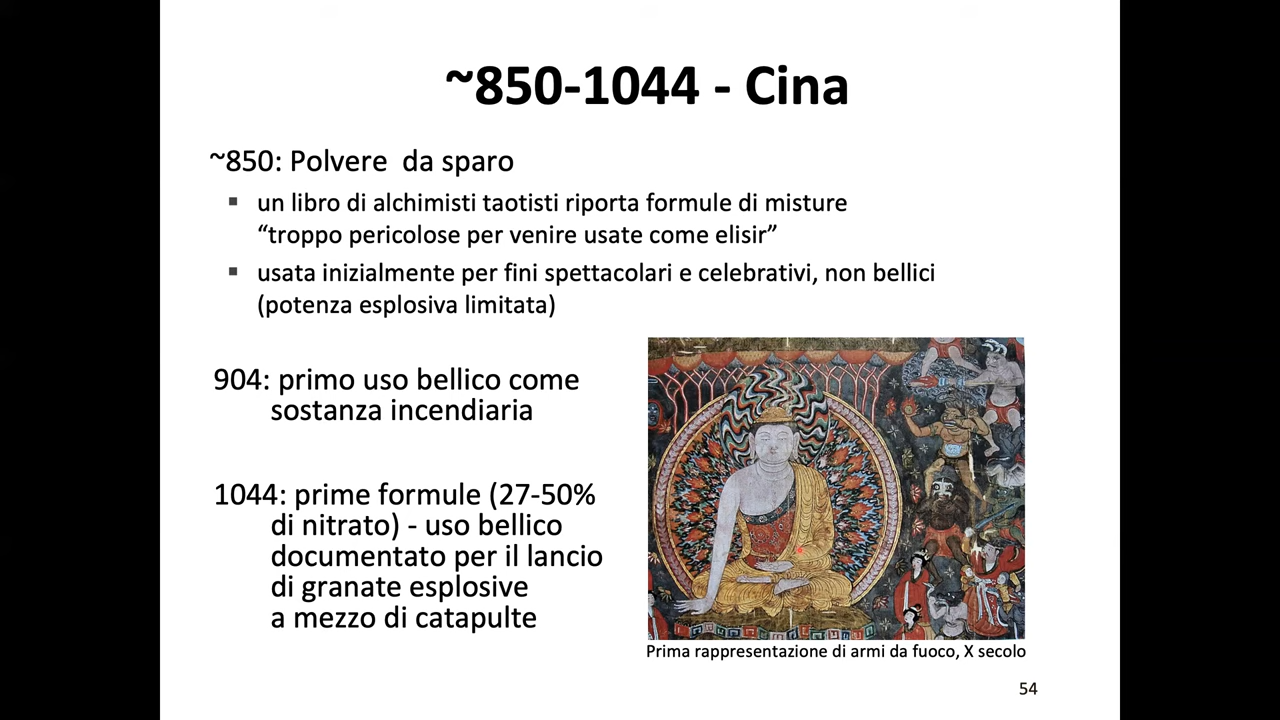 ~850-1044 - Cina
~850: Polvere  da sparo
▪ un libro di alchimisti taotisti riporta formule di misture
“troppo pericolose per venire usate come elisir”
▪ usata inizialmente per fini spettacolari e celebrativi, non bellici
(potenza esplosiva limitata)
904: primo uso bellico come
sostanza incendiaria
1044: prime formule (27-50%
di nitrato) - uso bellico
documentato per il lancio
di granate esplosive
a mezzo di catapulte
Prima rappresentazione di armi da fuoco, X secolo
54